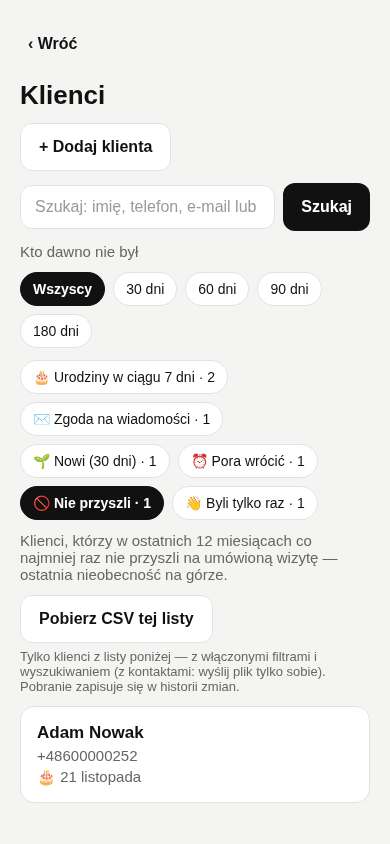 ‹ Wróć
Klienci
+ Dodaj klienta
Szukaj: imię, telefon, e-mail lub
Szukaj
Kto dawno nie był
Wszyscy
30 dni
60 dni
90 dni
180 dni
🎂 Urodziny w ciągu 7 dni · 2
✉️ Zgoda na wiadomości · 1
🌱 Nowi (30 dni) · 1
⏰ Pora wrócić · 1
🚫 Nie przyszli · 1
👋 Byli tylko raz · 1
Klienci, którzy w ostatnich 12 miesiącach co
najmniej raz nie przyszli na umówioną wizytę —
ostatnia nieobecność na górze.
Pobierz CSV tej listy
Tylko klienci z listy poniżej — z włączonymi filtrami i
wyszukiwaniem (z kontaktami: wyślij plik tylko sobie).
Pobranie zapisuje się w historii zmian.
Adam Nowak
+48600000252
🎂 21 listopada